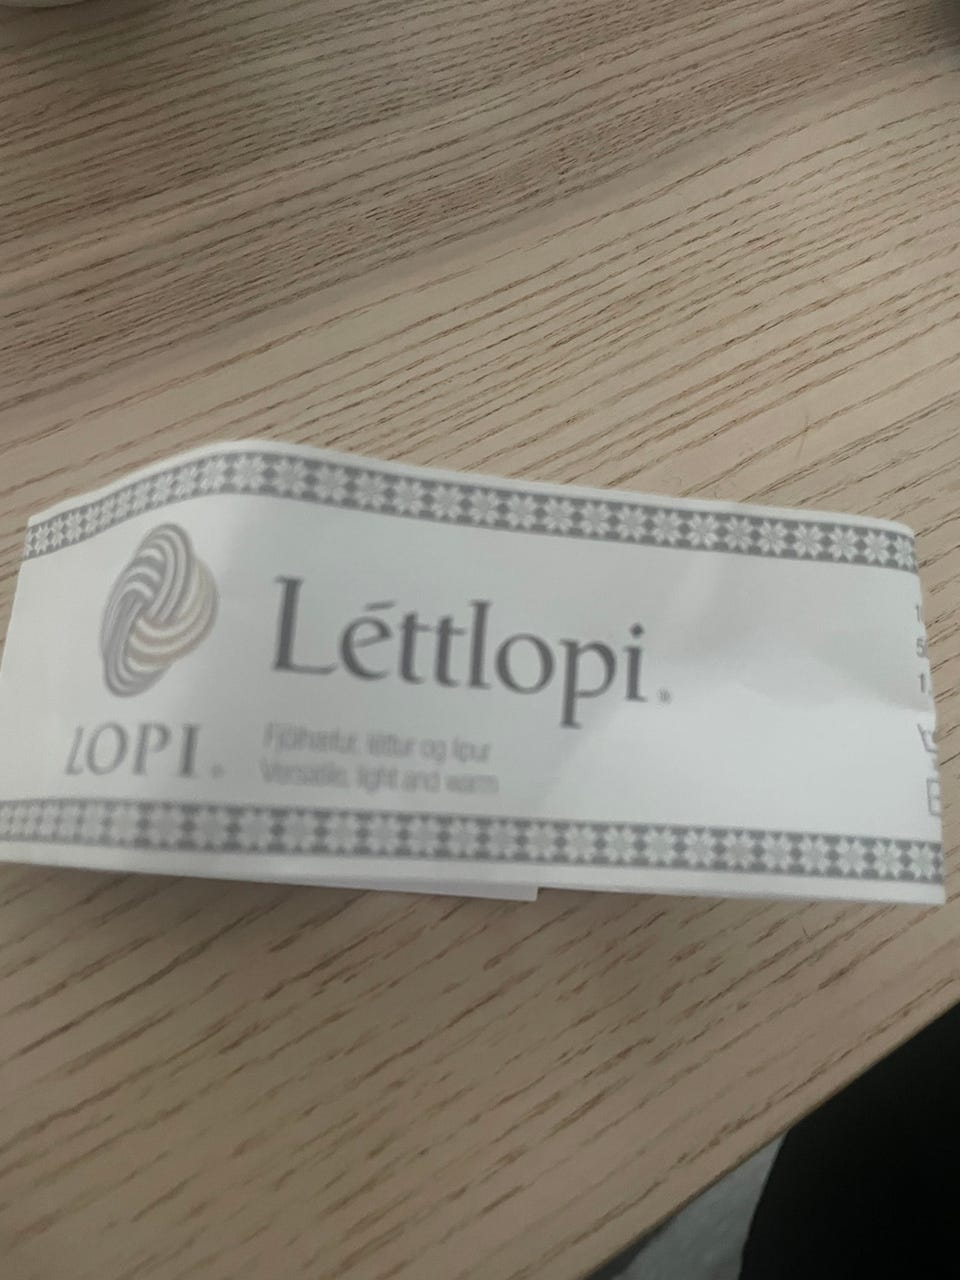 Léttlopi®
LOPI®
Fjölhæfur, léttur og lipur
Versatile, light and warm